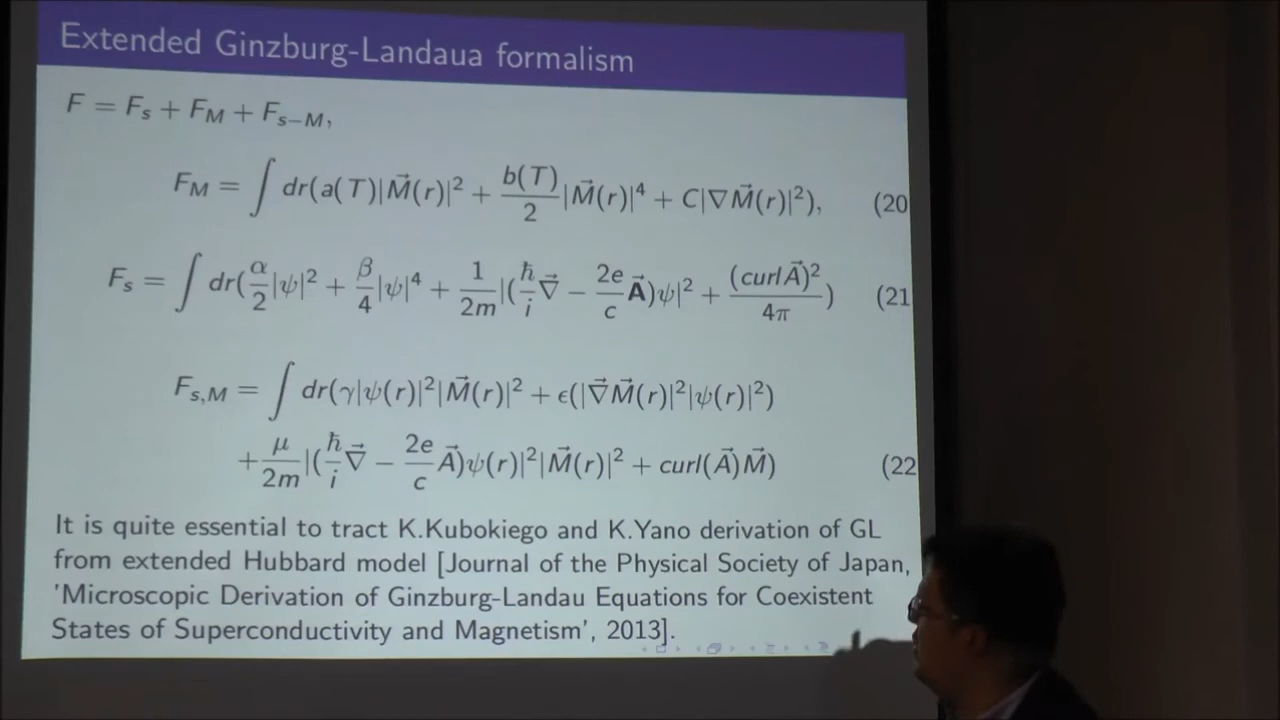 Extended Ginzburg-Landaua formalism
F = F_s + F_M + F_{s−M},
F_M = ∫ dr(a(T)|M⃗(r)|² + b(T)/2 |M⃗(r)|⁴ + C|∇M⃗(r)|²), (20
F_s = ∫ dr(α/2 |ψ|² + β/4 |ψ|⁴ + 1/2m |(ħ/i ∇⃗ − 2e/c A⃗)ψ|² + (curlA⃗)²/4π) (21
F_{s,M} = ∫ dr(γ|ψ(r)|²|M⃗(r)|² + ϵ(|∇⃗M⃗(r)|²|ψ(r)|²)
+μ/2m |(ħ/i ∇⃗ − 2e/c A⃗)ψ(r)|²|M⃗(r)|² + curl(A⃗)M⃗) (22
It is quite essential to tract K.Kubokiego and K.Yano derivation of GL
from extended Hubbard model [Journal of the Physical Society of Japan,
'Microscopic Derivation of Ginzburg-Landau Equations for Coexistent
States of Superconductivity and Magnetism', 2013].